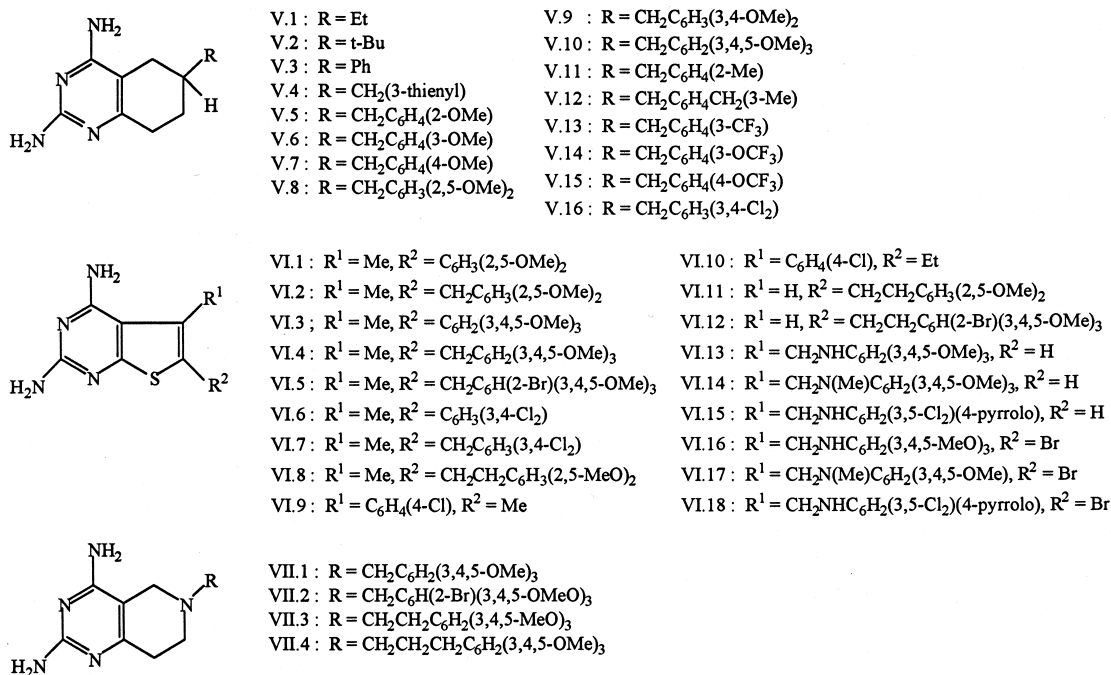 NH₂
N
H₂N
N
R
H
V.1 : R = Et
V.2 : R = t-Bu
V.3 : R = Ph
V.4 : R = CH₂(3-thienyl)
V.5 : R = CH₂C₆H₄(2-OMe)
V.6 : R = CH₂C₆H₄(3-OMe)
V.7 : R = CH₂C₆H₄(4-OMe)
V.8 : R = CH₂C₆H₃(2,5-OMe)₂
V.9 : R = CH₂C₆H₃(3,4-OMe)₂
V.10 : R = CH₂C₆H₂(3,4,5-OMe)₃
V.11 : R = CH₂C₆H₄(2-Me)
V.12 : R = CH₂C₆H₄CH₂(3-Me)
V.13 : R = CH₂C₆H₄(3-CF₃)
V.14 : R = CH₂C₆H₄(3-OCF₃)
V.15 : R = CH₂C₆H₄(4-OCF₃)
V.16 : R = CH₂C₆H₃(3,4-Cl₂)
NH₂
N
H₂N
N
S
R¹
R²
VI.1 : R¹ = Me, R² = C₆H₃(2,5-OMe)₂
VI.2 : R¹ = Me, R² = CH₂C₆H₃(2,5-OMe)₂
VI.3 ; R¹ = Me, R² = C₆H₂(3,4,5-OMe)₃
VI.4 : R¹ = Me, R² = CH₂C₆H₂(3,4,5-OMe)₃
VI.5 : R¹ = Me, R² = CH₂C₆H(2-Br)(3,4,5-OMe)₃
VI.6 : R¹ = Me, R² = C₆H₃(3,4-Cl₂)
VI.7 : R¹ = Me, R² = CH₂C₆H₃(3,4-Cl₂)
VI.8 : R¹ = Me, R² = CH₂CH₂C₆H₃(2,5-MeO)₂
VI.9 : R¹ = C₆H₄(4-Cl), R² = Me
VI.10 : R¹ = C₆H₄(4-Cl), R² = Et
VI.11 : R¹ = H, R² = CH₂CH₂C₆H₃(2,5-OMe)₂
VI.12 : R¹ = H, R² = CH₂CH₂C₆H(2-Br)(3,4,5-OMe)₃
VI.13 : R¹ = CH₂NHC₆H₂(3,4,5-OMe)₃, R² = H
VI.14 : R¹ = CH₂N(Me)C₆H₂(3,4,5-OMe)₃, R² = H
VI.15 : R¹ = CH₂NHC₆H₂(3,5-Cl₂)(4-pyrrolo), R² = H
VI.16 : R¹ = CH₂NHC₆H₂(3,4,5-MeO)₃, R² = Br
VI.17 : R¹ = CH₂N(Me)C₆H₂(3,4,5-OMe), R² = Br
VI.18 : R¹ = CH₂NHC₆H₂(3,5-Cl₂)(4-pyrrolo), R² = Br
NH₂
N
H₂N
N
N
R
VII.1 : R = CH₂C₆H₂(3,4,5-OMe)₃
VII.2 : R = CH₂C₆H(2-Br)(3,4,5-OMeO)₃
VII.3 : R = CH₂CH₂C₆H₂(3,4,5-MeO)₃
VII.4 : R = CH₂CH₂CH₂C₆H₂(3,4,5-OMe)₃